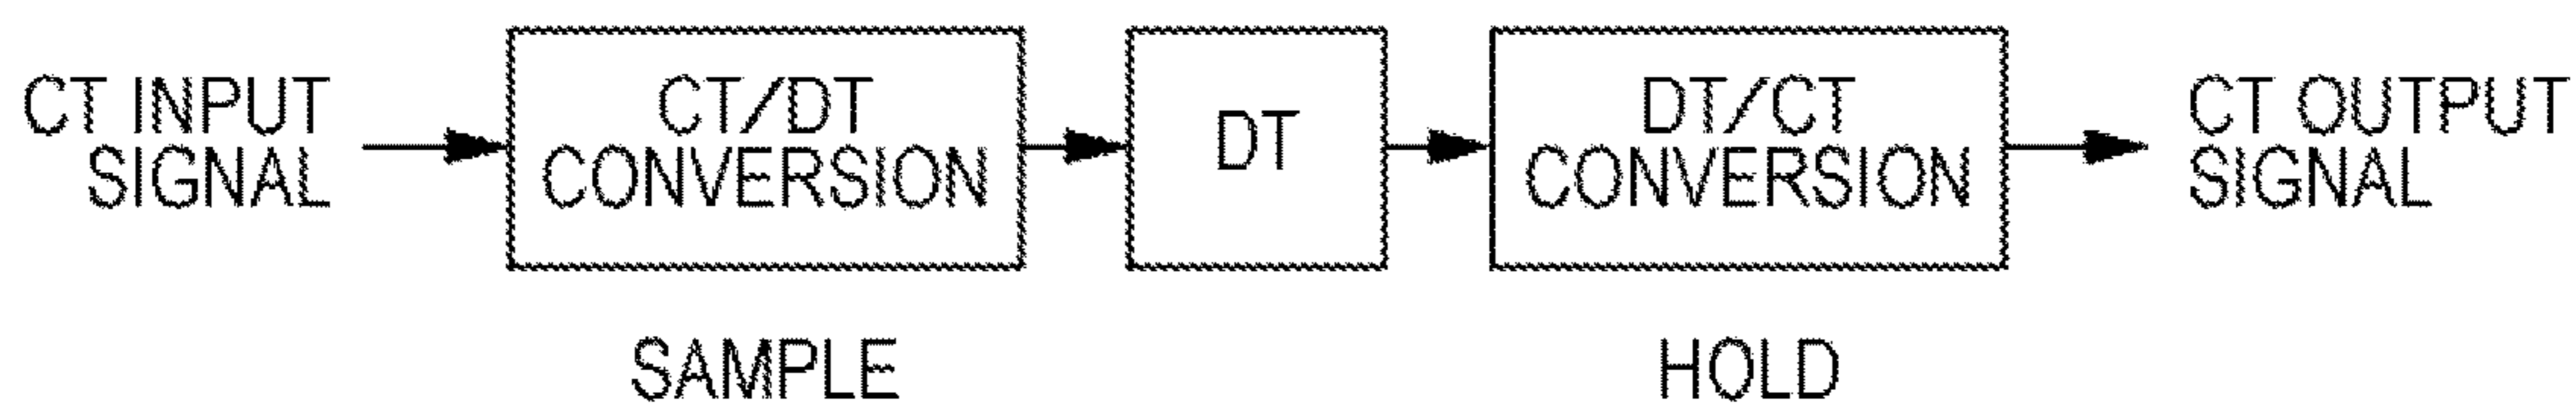 CT INPUT
SIGNAL
CT/DT
CONVERSION
DT
DT/CT
CONVERSION
CT OUTPUT
SIGNAL
SAMPLE
HOLD